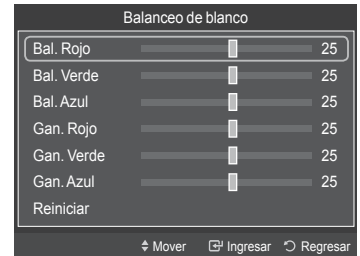 Balanceo de blanco
Bal. Rojo 25
Bal. Verde 25
Bal. Azul 25
Gan. Rojo 25
Gan. Verde 25
Gan. Azul 25
Reiniciar
Mover Ingresar Regresar